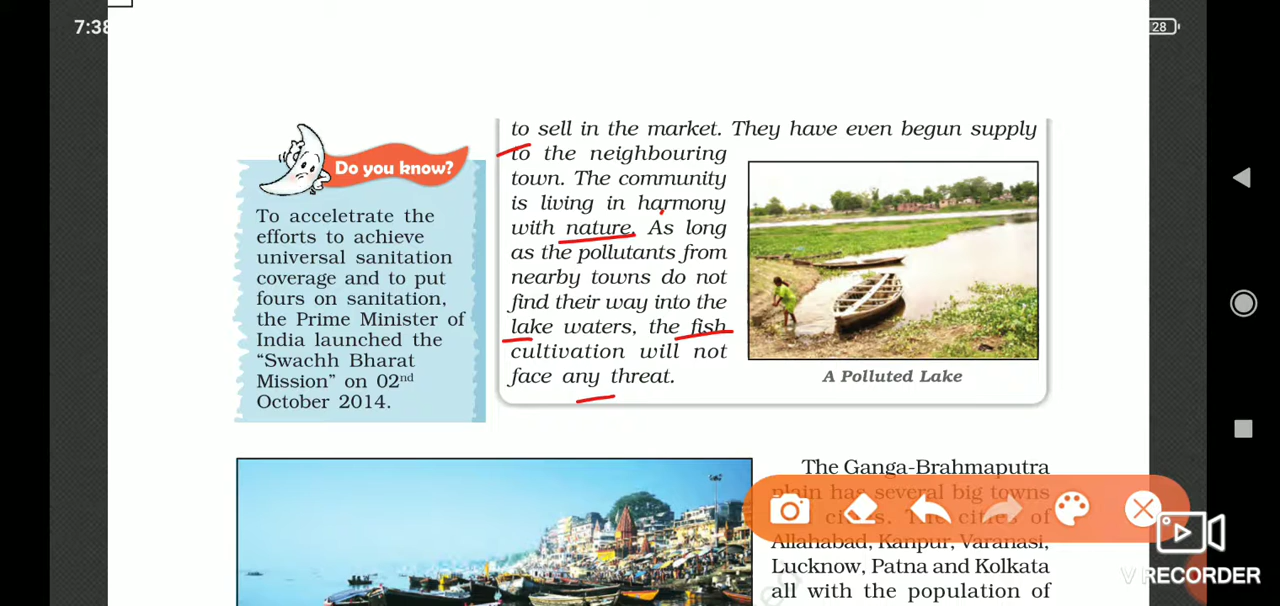 7:38
28
to sell in the market. They have even begun supply
to the neighbouring
town. The community
is living in harmony
with nature. As long
as the pollutants from
nearby towns do not
find their way into the
lake waters, the fish
cultivation will not
face any threat.
A Polluted Lake
Do you know?
To acceletrate the
efforts to achieve
universal sanitation
coverage and to put
fours on sanitation,
the Prime Minister of
India launched the
“Swachh Bharat
Mission” on 02nd
October 2014.
The Ganga-Brahmaputra
plain has several big towns
cities. The cities of
Allahabad, Kanpur, Varanasi,
Lucknow, Patna and Kolkata
all with the population of
V RECORDER